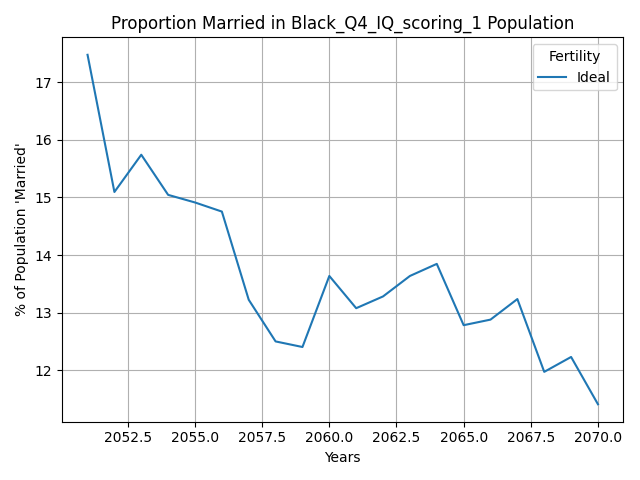 Proportion Married in Black_Q4_IQ_scoring_1 Population
Fertility
Ideal
% of Population 'Married'
17
16
15
14
13
12
2052.5 2055.0 2057.5 2060.0 2062.5 2065.0 2067.5 2070.0
Years